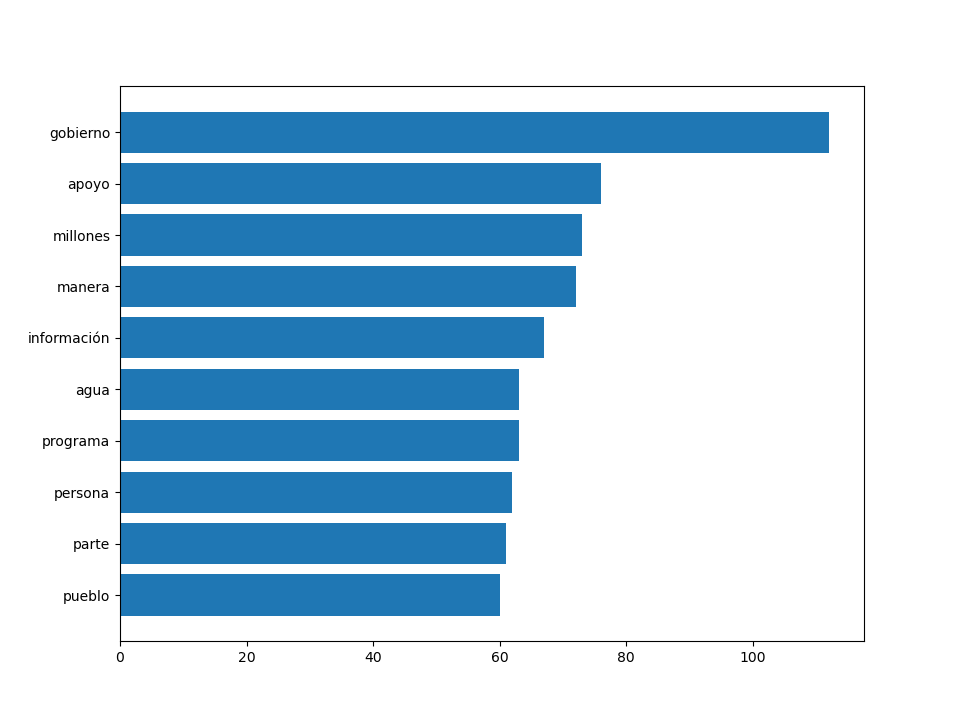 gobierno
apoyo
millones
manera
información
agua
programa
persona
parte
pueblo
0 20 40 60 80 100